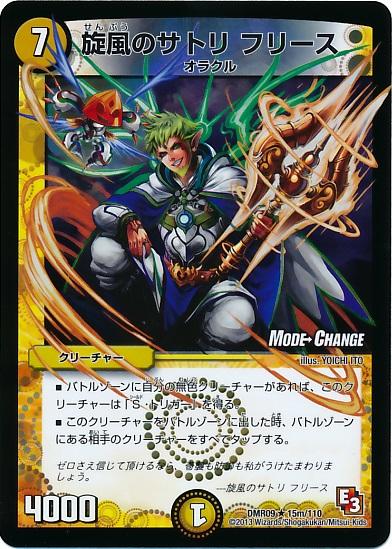 7
せんぷう
旋風のサトリ フリース
オラクル
MODE CHANGE
illus. YOICHI ITO
クリーチャー
■ バトルゾーンに自分の無色クリーチャーがあれば、このク
リーチャーは「S・トリガー」を得る。
■ このクリーチャーをバトルゾーンに出した時、バトルゾーン
にある相手のクリーチャーをすべてタップする。
ゼロさえ信じて頂けるなら、
も私がうけたまわりま
しょう。
---旋風のサトリ フリース
4000
1
DMR09 ★ 15m/110
©2013 Wizards/Shogakukan/Mitsui-Kids
E3